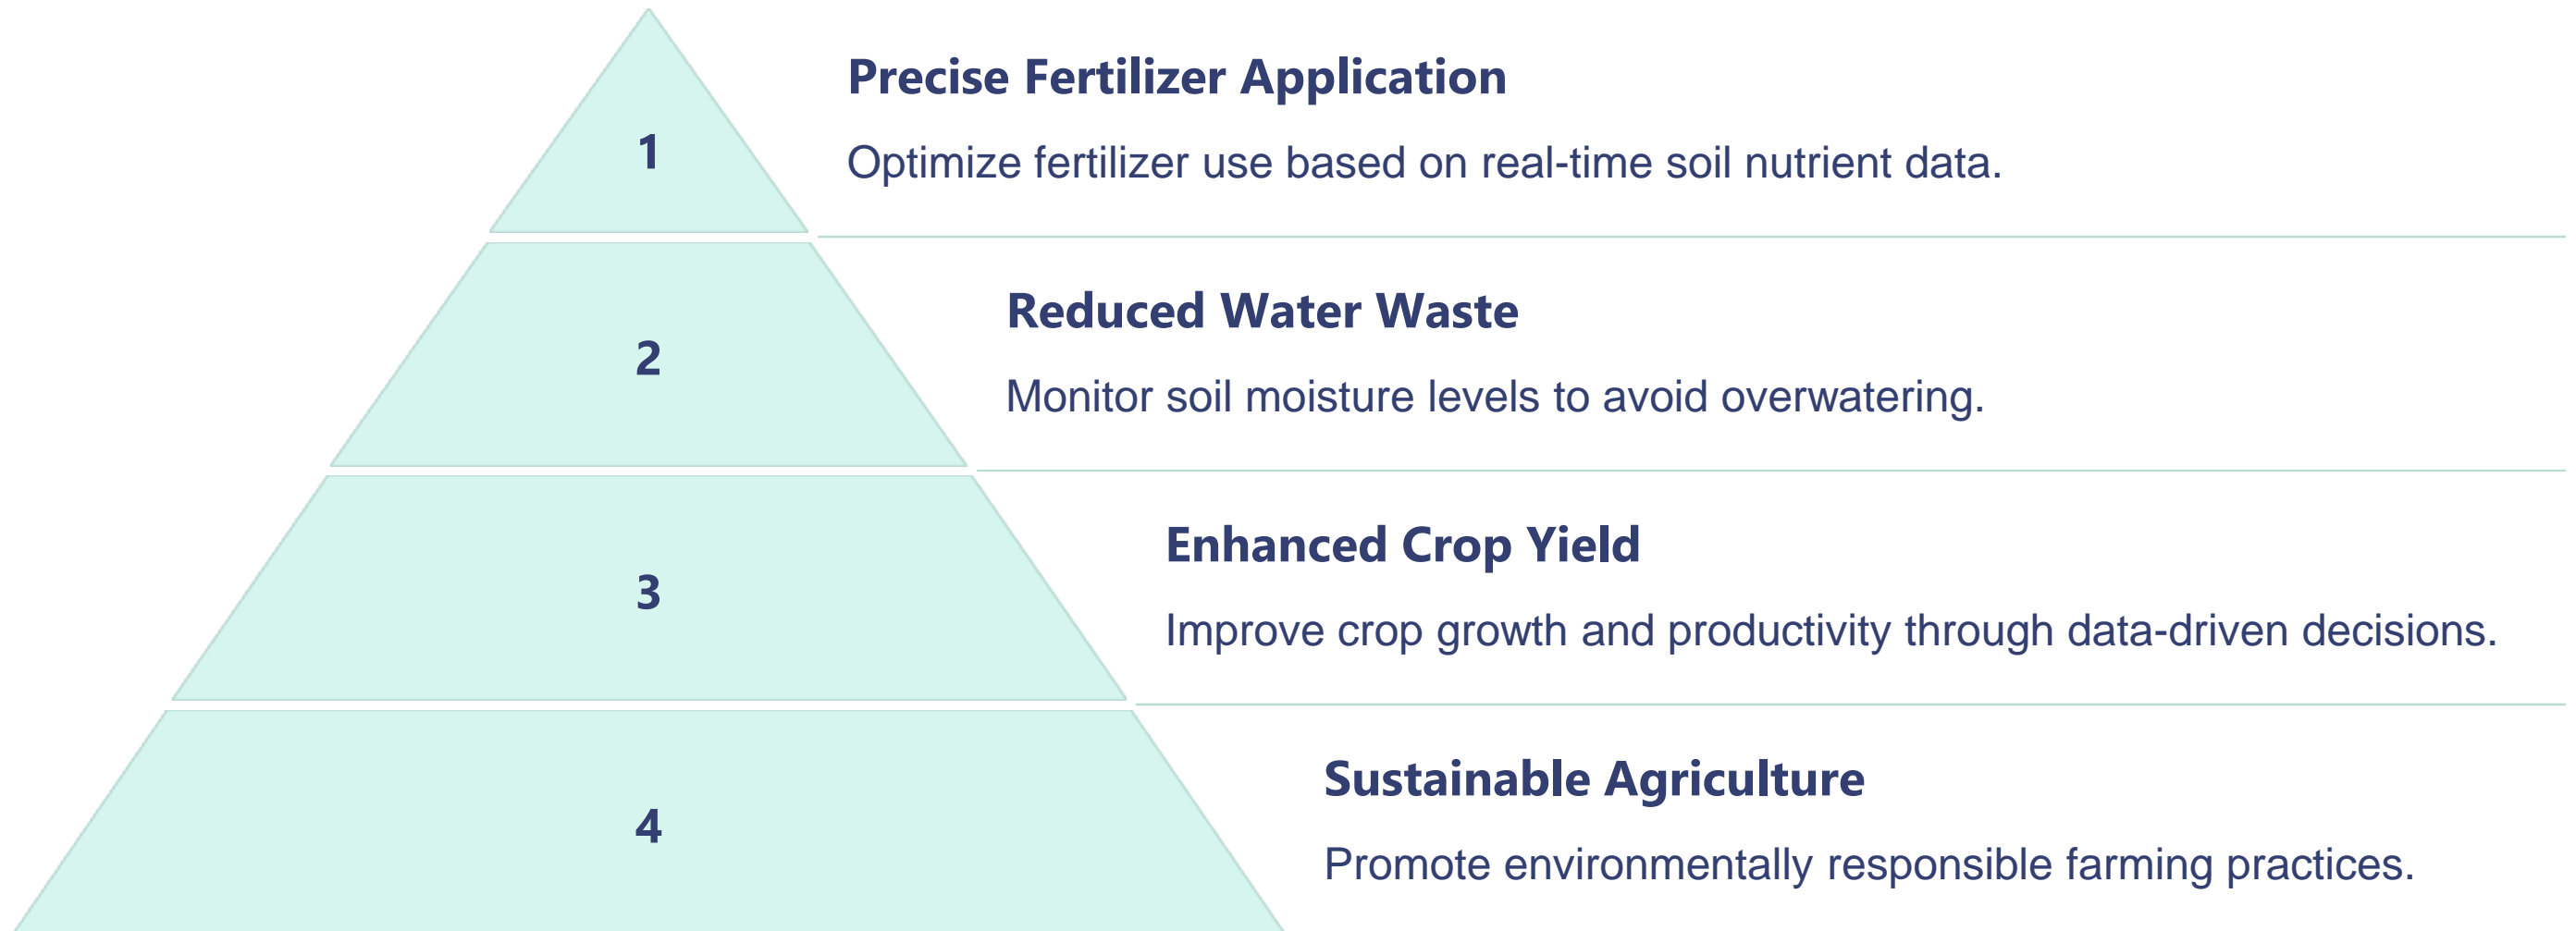 1
Precise Fertilizer Application
Optimize fertilizer use based on real-time soil nutrient data.
2
Reduced Water Waste
Monitor soil moisture levels to avoid overwatering.
3
Enhanced Crop Yield
Improve crop growth and productivity through data-driven decisions.
4
Sustainable Agriculture
Promote environmentally responsible farming practices.